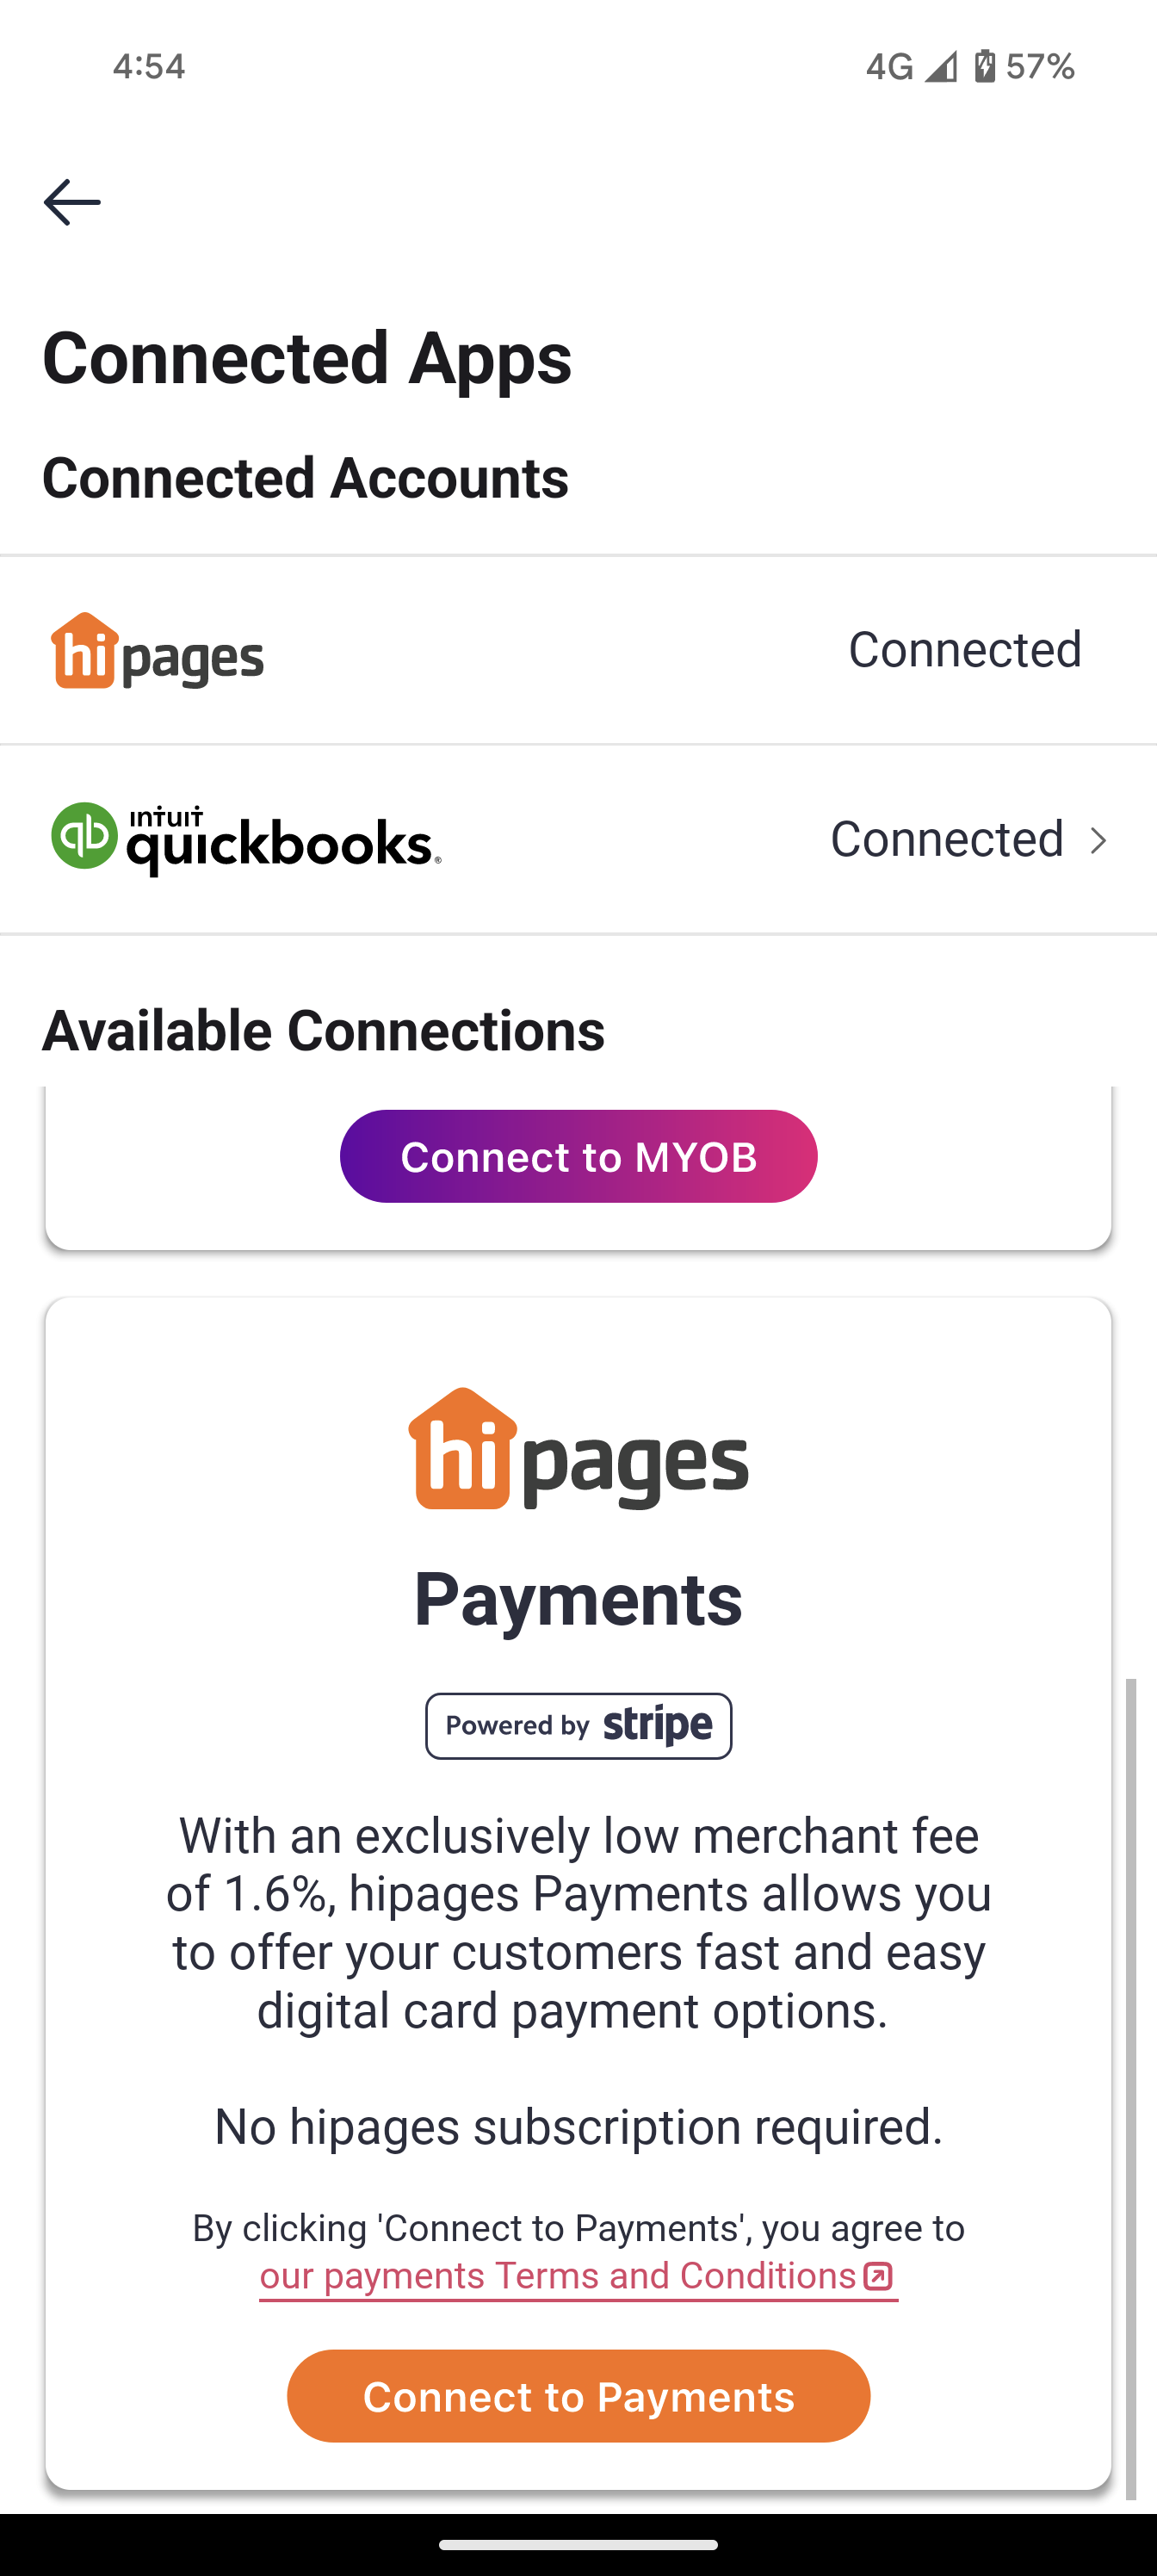 4:54
4G 57%
Connected Apps
Connected Accounts
hipages Connected
intuit
quickbooks® Connected
Available Connections
Connect to MYOB
hipages
Payments
Powered by stripe
With an exclusively low merchant fee
of 1.6%, hipages Payments allows you
to offer your customers fast and easy
digital card payment options.
No hipages subscription required.
By clicking 'Connect to Payments', you agree to
our payments Terms and Conditions
Connect to Payments